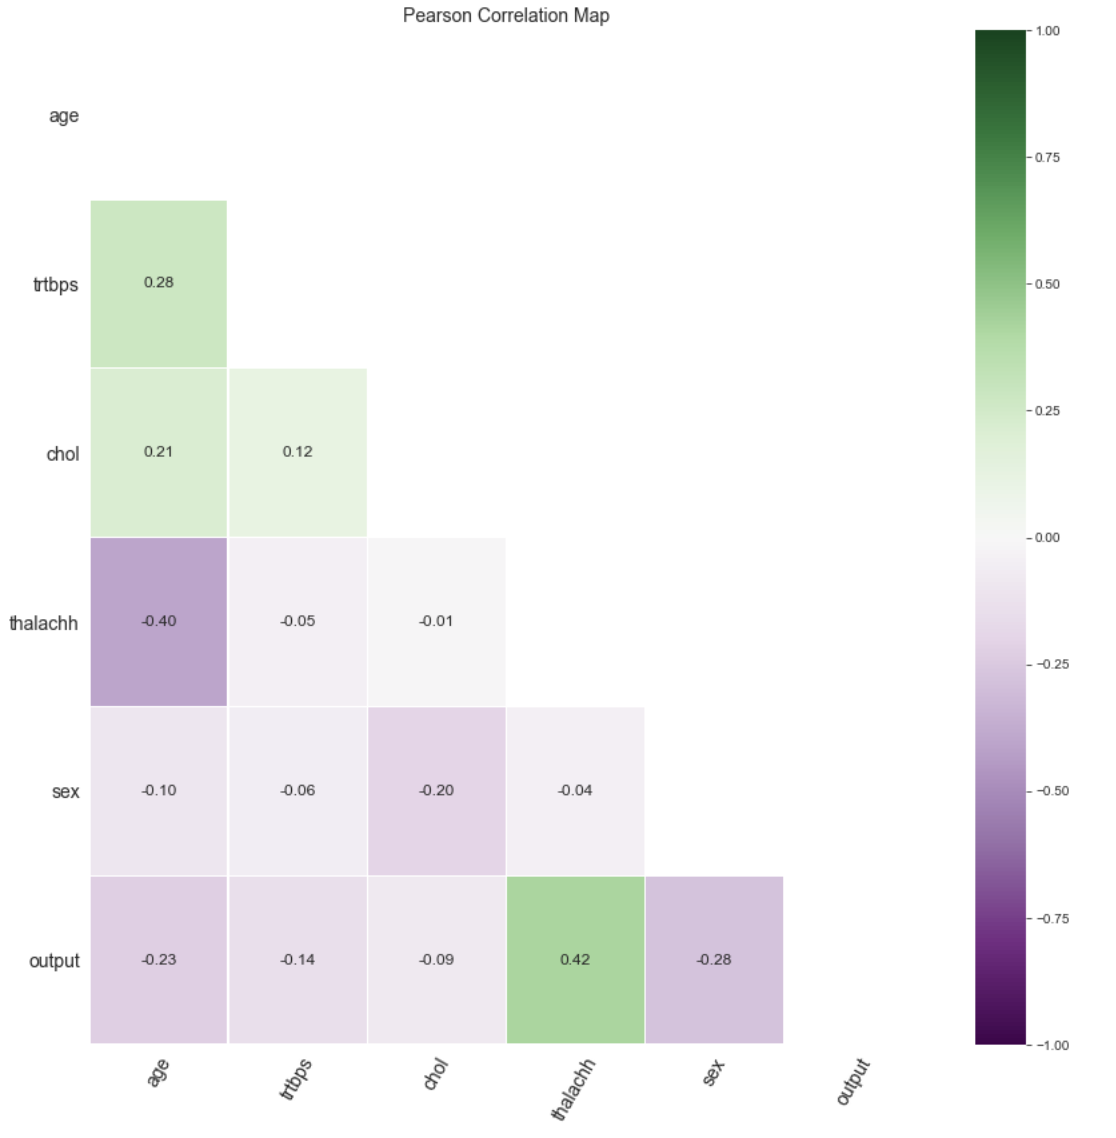 Pearson Correlation Map
age
trtbps 0.28
chol 0.21 0.12
thalachh -0.40 -0.05 -0.01
sex -0.10 -0.06 -0.20 -0.04
output -0.23 -0.14 -0.09 0.42 -0.28
age trtbps chol thalachh sex output
1.00
0.75
0.50
0.25
0.00
−0.25
−0.50
−0.75
−1.00